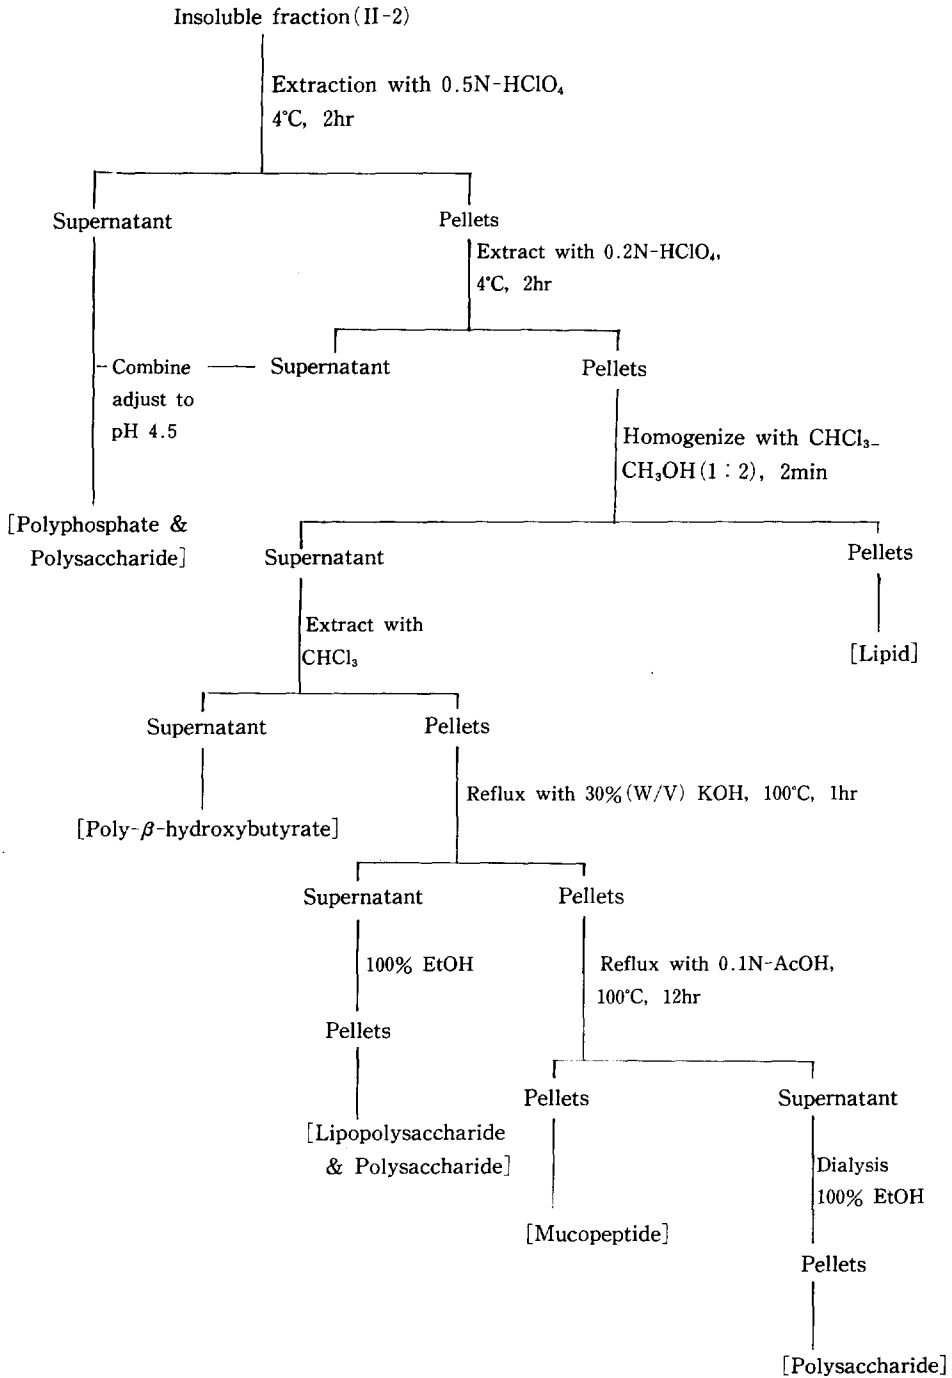 Insoluble fraction(II-2)
Extraction with 0.5N-HClO₄
4°C, 2hr
Supernatant
Pellets
Extract with 0.2N-HClO₄,
4°C, 2hr
Combine
adjust to
pH 4.5
Supernatant
Pellets
Homogenize with CHCl₃-
CH₃OH(1 : 2), 2min
[Polyphosphate &
Polysaccharide]
Supernatant
Pellets
Extract with
CHCl₃
[Lipid]
Supernatant
Pellets
Reflux with 30%(W/V) KOH, 100°C, 1hr
[Poly-β-hydroxybutyrate]
Supernatant
Pellets
100% EtOH
Reflux with 0.1N-AcOH,
100°C, 12hr
Pellets
Pellets
Supernatant
[Lipopolysaccharide
& Polysaccharide]
Dialysis
100% EtOH
[Mucopeptide]
Pellets
[Polysaccharide]